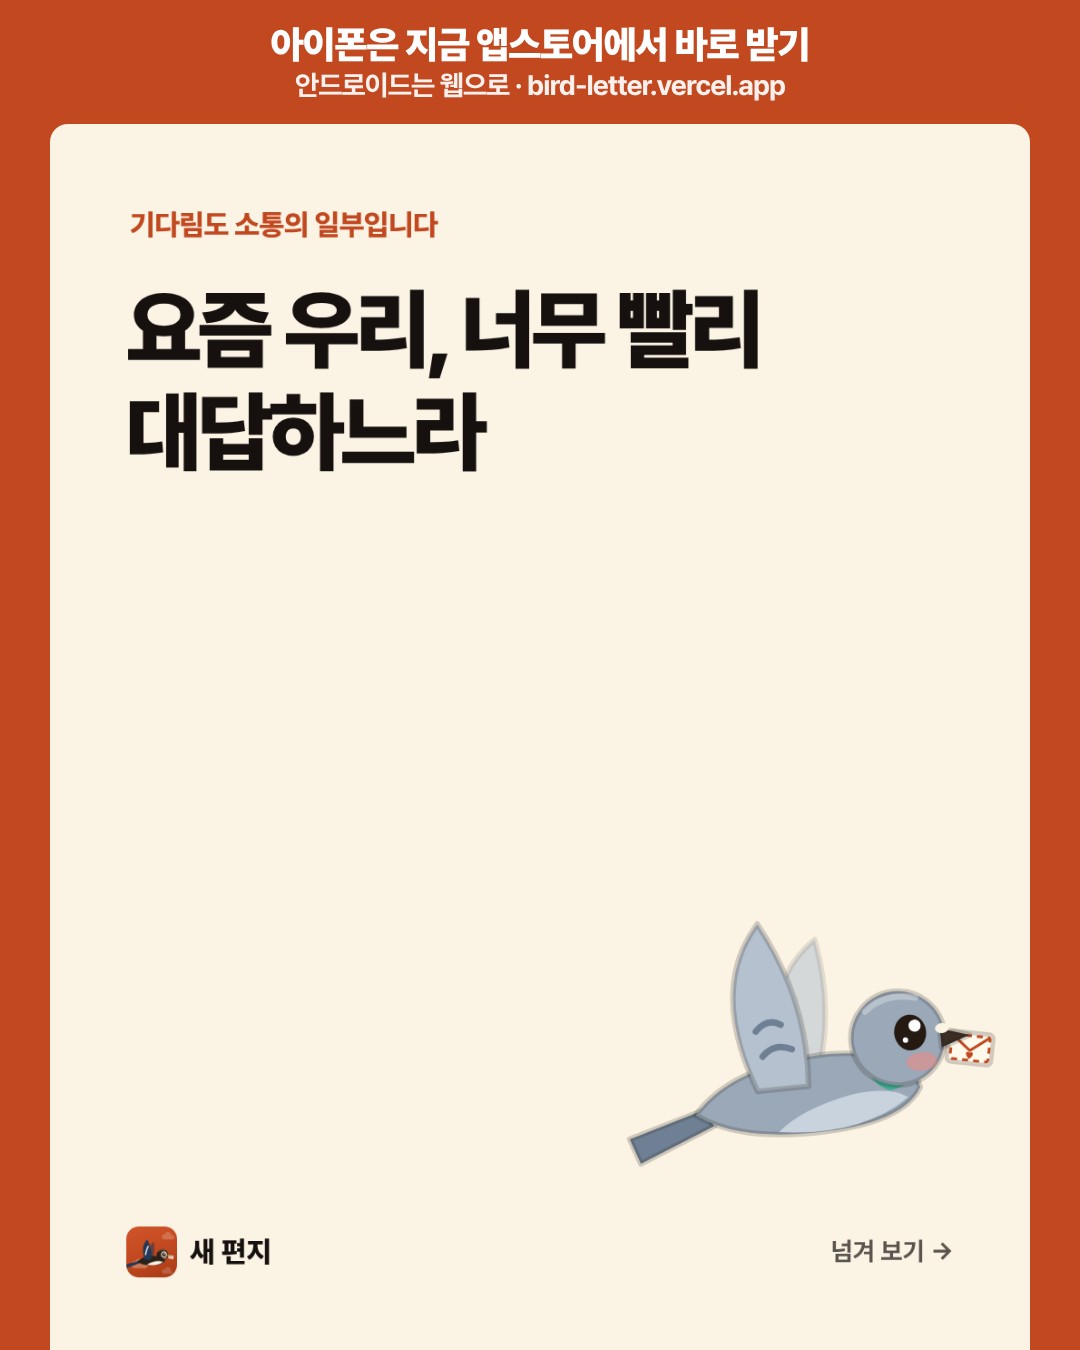 아이폰은 지금 앱스토어에서 바로 받기
안드로이드는 웹으로 · bird-letter.vercel.app
기다림도 소통의 일부입니다
요즘 우리, 너무 빨리
대답하느라
새 편지
넘겨 보기 →